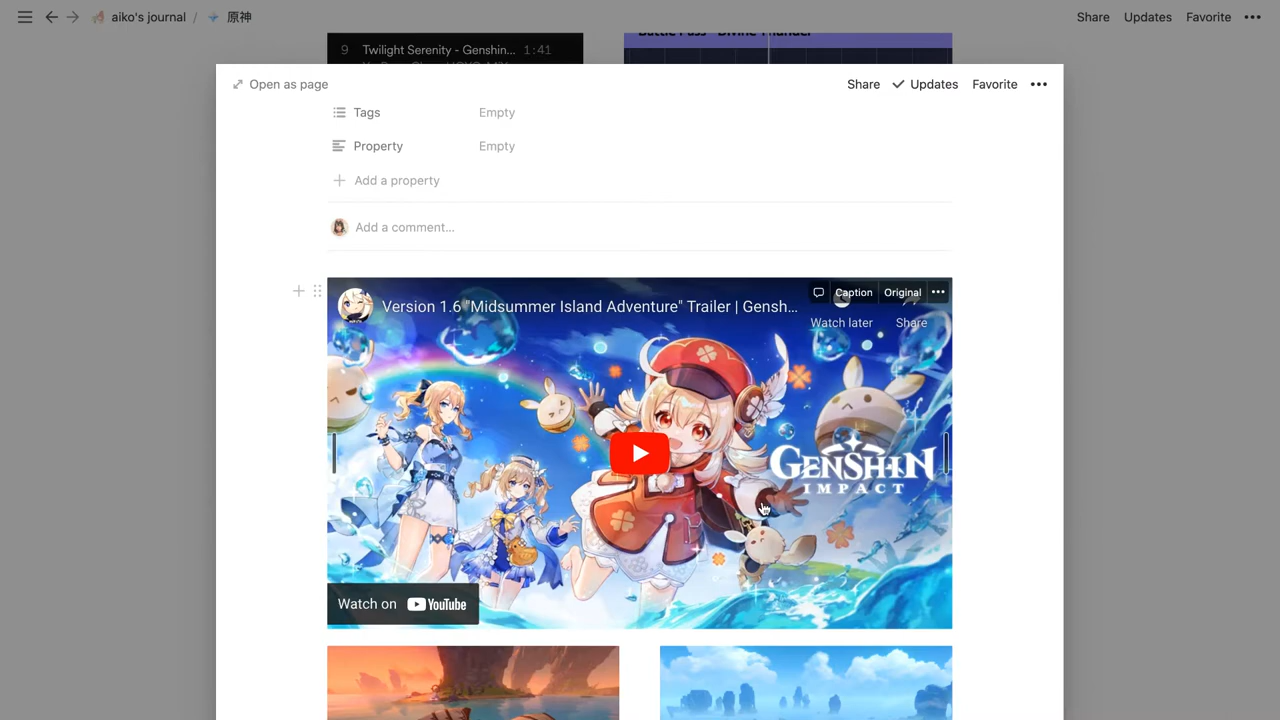 aiko's journal / 原神
Share Updates Favorite
9 Twilight Serenity - Genshin... 1:41
Open as page
Share Updates Favorite
Tags Empty
Property Empty
Add a property
Add a comment...
Version 1.6 "Midsummer Island Adventure" Trailer | Gensh...
Caption Original
Watch later Share
GENSHIN
IMPACT
Watch on YouTube